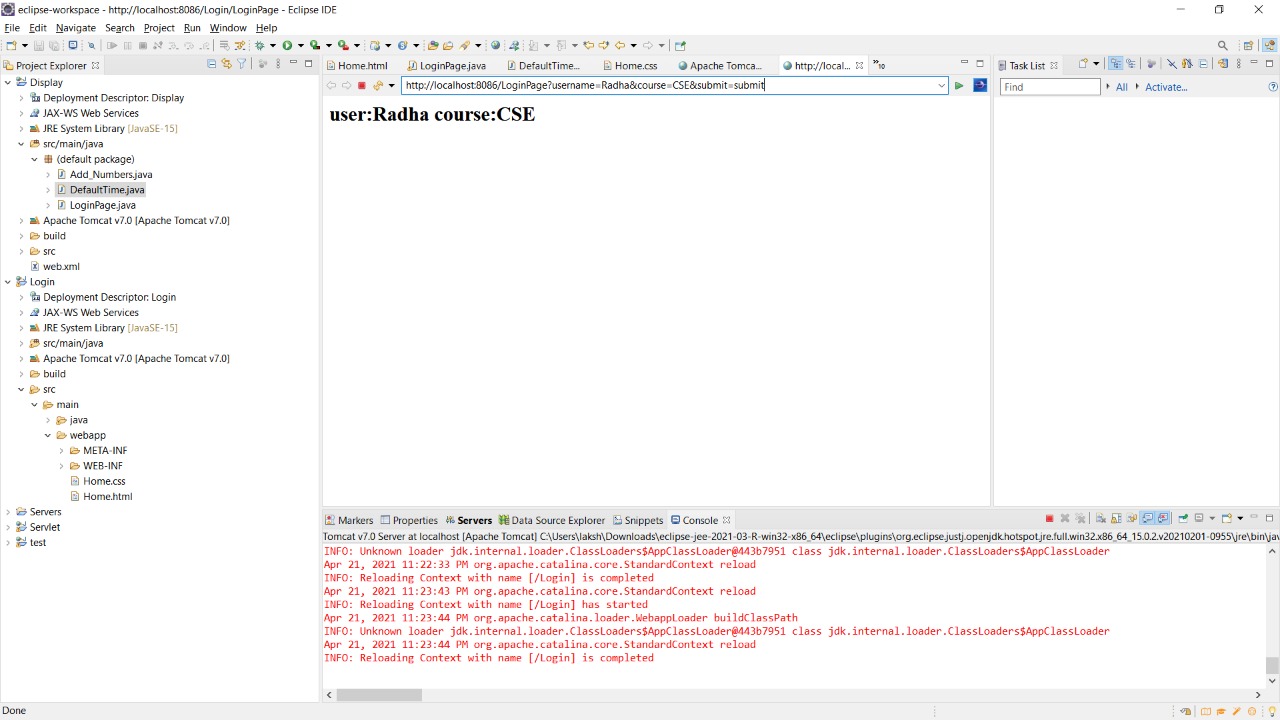 eclipse-workspace - http://localhost:8086/Login/LoginPage - Eclipse IDE
File Edit Navigate Search Project Run Window Help
Project Explorer
Display
Deployment Descriptor: Display
JAX-WS Web Services
JRE System Library [JavaSE-15]
src/main/java
(default package)
Add_Numbers.java
DefaultTime.java
LoginPage.java
Apache Tomcat v7.0 [Apache Tomcat v7.0]
build
src
web.xml
Login
Deployment Descriptor: Login
JAX-WS Web Services
JRE System Library [JavaSE-15]
src/main/java
Apache Tomcat v7.0 [Apache Tomcat v7.0]
build
src
main
java
webapp
META-INF
WEB-INF
Home.css
Home.html
Servers
Servlet
test
Home.html LoginPage.java DefaultTime... Home.css Apache Tomca... http://local... »10
http://localhost:8086/LoginPage?username=Radha&course=CSE&submit=submit
user:Radha course:CSE
Task List
Find All Activate...
Markers Properties Servers Data Source Explorer Snippets Console
Tomcat v7.0 Server at localhost [Apache Tomcat] C:\Users\laksh\Downloads\eclipse-jee-2021-03-R-win32-x86_64\eclipse\plugins\org.eclipse.justj.openjdk.hotspot.jre.full.win32.x86_64_15.0.2.v20210201-0955\jre\bin\jav
INFO: Unknown loader jdk.internal.loader.ClassLoaders$AppClassLoader@443b7951 class jdk.internal.loader.ClassLoaders$AppClassLoader
Apr 21, 2021 11:22:33 PM org.apache.catalina.core.StandardContext reload
INFO: Reloading Context with name [/Login] is completed
Apr 21, 2021 11:23:43 PM org.apache.catalina.core.StandardContext reload
INFO: Reloading Context with name [/Login] has started
Apr 21, 2021 11:23:44 PM org.apache.catalina.loader.WebappLoader buildClassPath
INFO: Unknown loader jdk.internal.loader.ClassLoaders$AppClassLoader@443b7951 class jdk.internal.loader.ClassLoaders$AppClassLoader
Apr 21, 2021 11:23:44 PM org.apache.catalina.core.StandardContext reload
INFO: Reloading Context with name [/Login] is completed
Done